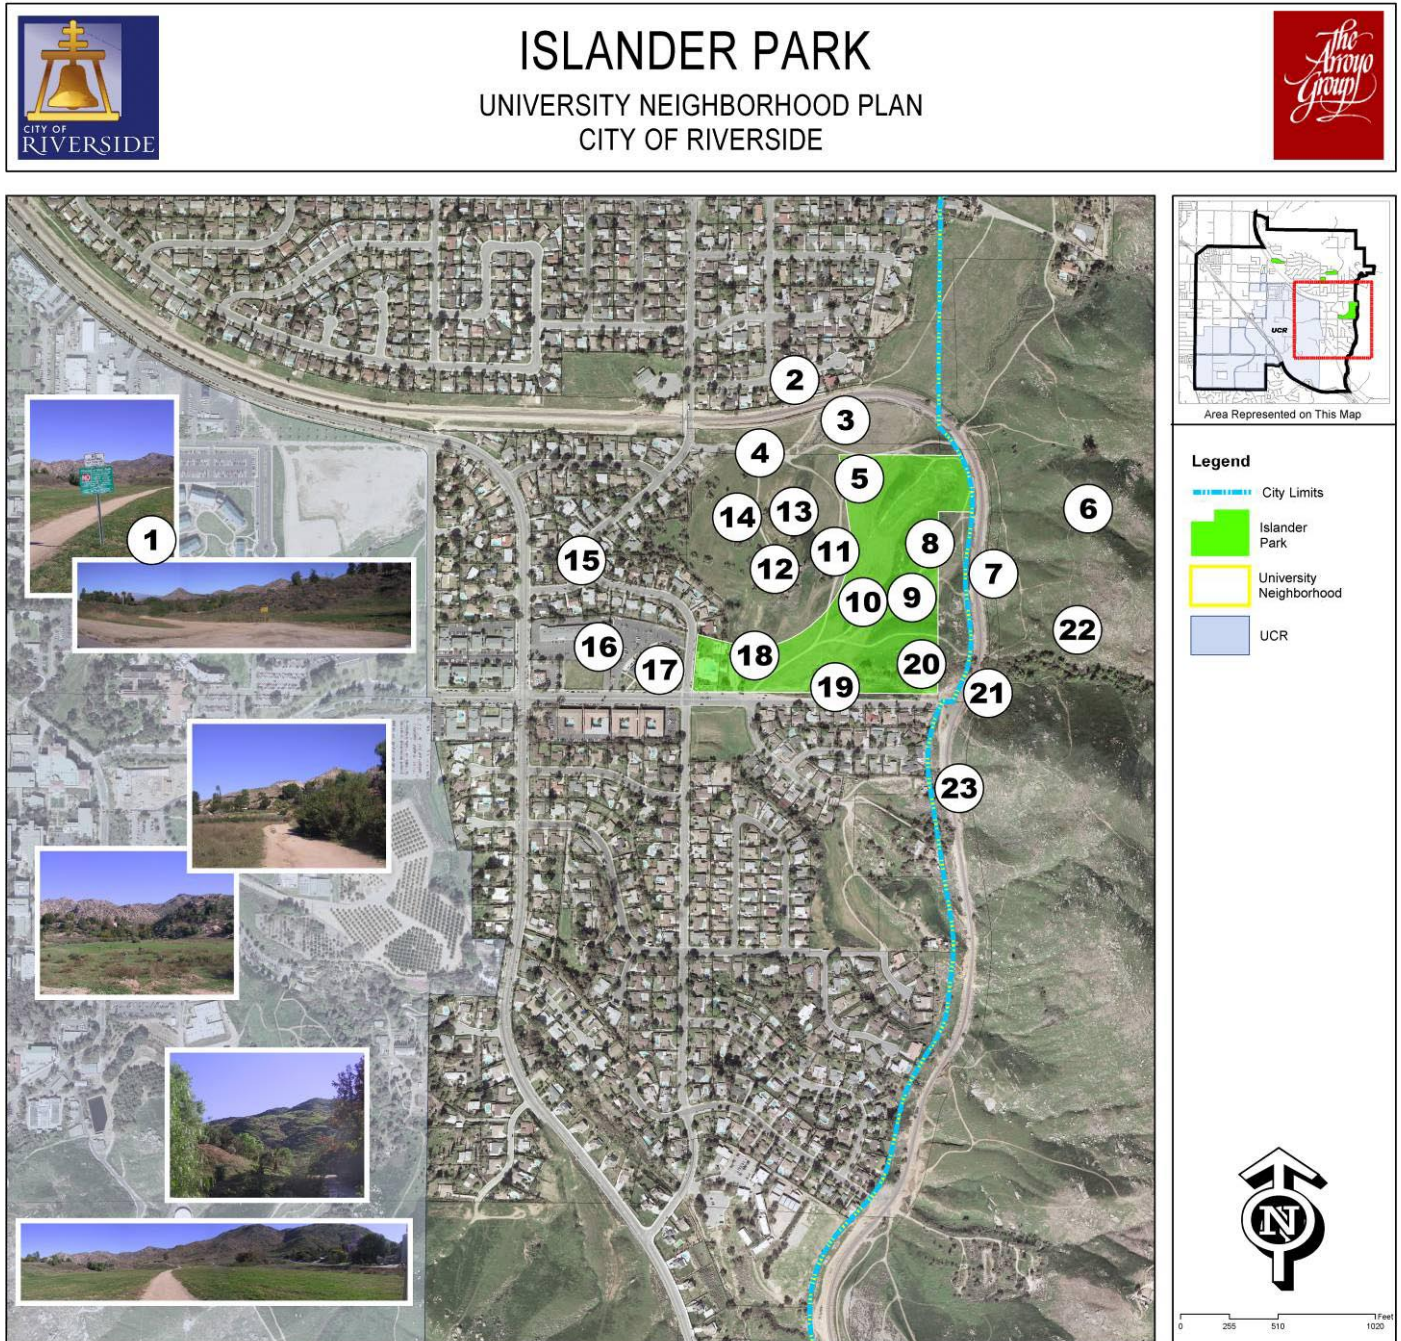 CITY OF
RIVERSIDE
ISLANDER PARK
UNIVERSITY NEIGHBORHOOD PLAN
CITY OF RIVERSIDE
the
Arroyo
Group
UCR
Area Represented on This Map
Legend
City Limits
Islander
Park
University
Neighborhood
UCR
1
2
3
4
5
6
7
8
9
10
11
12
13
14
15
16
17
18
19
20
21
22
23
N
Feet
0 255 510 1020